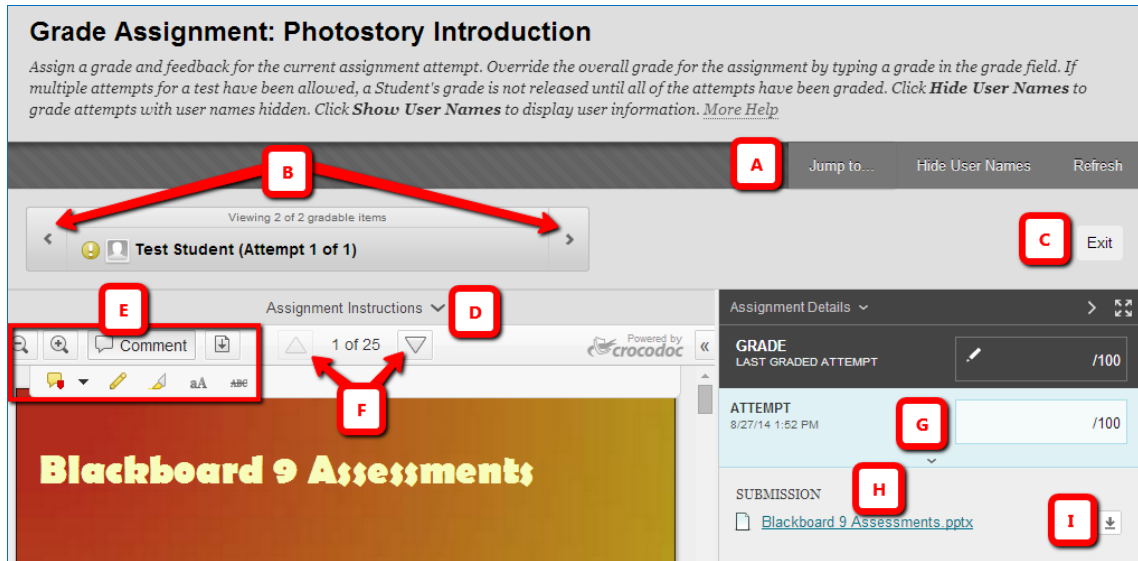 Grade Assignment: Photostory Introduction
Assign a grade and feedback for the current assignment attempt. Override the overall grade for the assignment by typing a grade in the grade field. If
multiple attempts for a test have been allowed, a Student's grade is not released until all of the attempts have been graded. Click Hide User Names to
grade attempts with user names hidden. Click Show User Names to display user information. More Help
A Jump to... Hide User Names Refresh
B
Viewing 2 of 2 gradable items
Test Student (Attempt 1 of 1)
C Exit
E
Assignment Instructions D
Assignment Details
Comment 1 of 25 Powered by
crocodoc
aA ABC
F
GRADE
LAST GRADED ATTEMPT /100
ATTEMPT
8/27/14 1:52 PM G /100
Blackboard 9 Assessments
SUBMISSION H
Blackboard 9 Assessments.pptx I